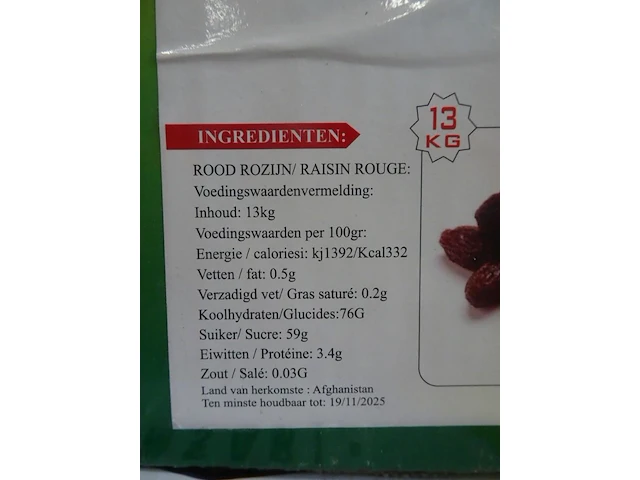 13
KG
INGREDIENTEN:
ROOD ROZIJN/ RAISIN ROUGE:
Voedingswaardenvermelding:
Inhoud: 13kg
Voedingswaarden per 100gr:
Energie / caloriesi: kj1392/Kcal332
Vetten / fat: 0.5g
Verzadigd vet/ Gras saturé: 0.2g
Koolhydraten/Glucides:76G
Suiker/ Sucre: 59g
Eiwitten / Protéine: 3.4g
Zout / Salé: 0.03G
Land van herkomste : Afghanistan
Ten minste houdbaar tot: 19/11/2025